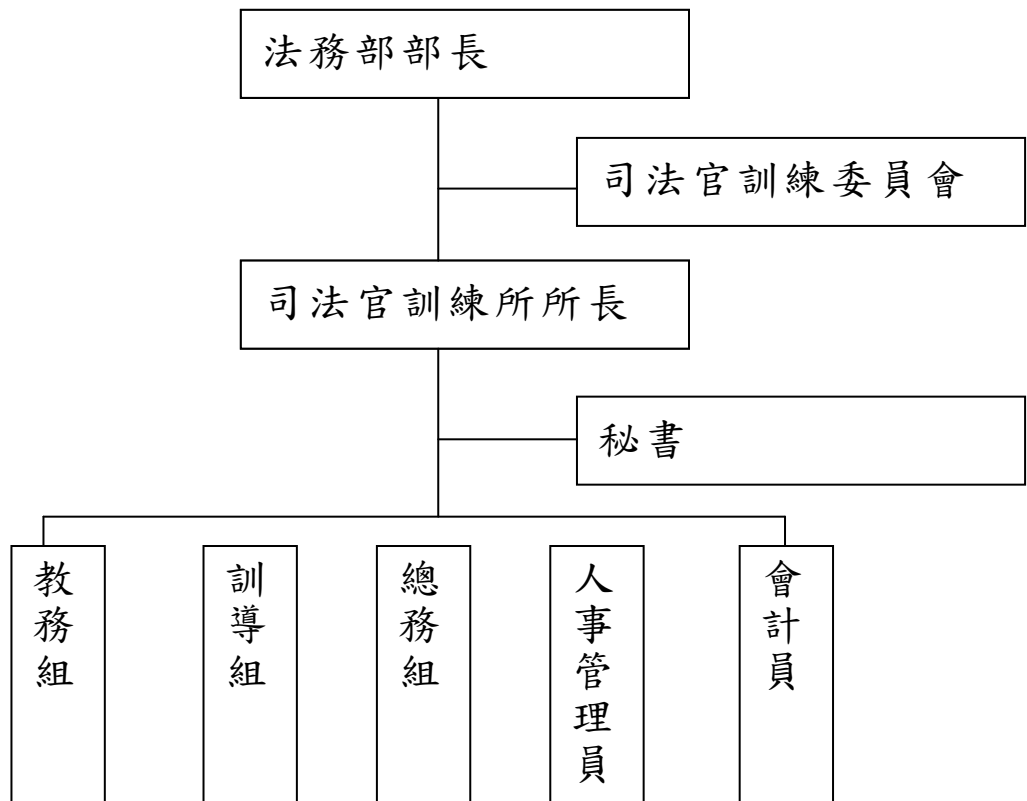 法務部部長
司法官訓練委員會
司法官訓練所所長
秘書
教務組
訓導組
總務組
人事管理員
會計員